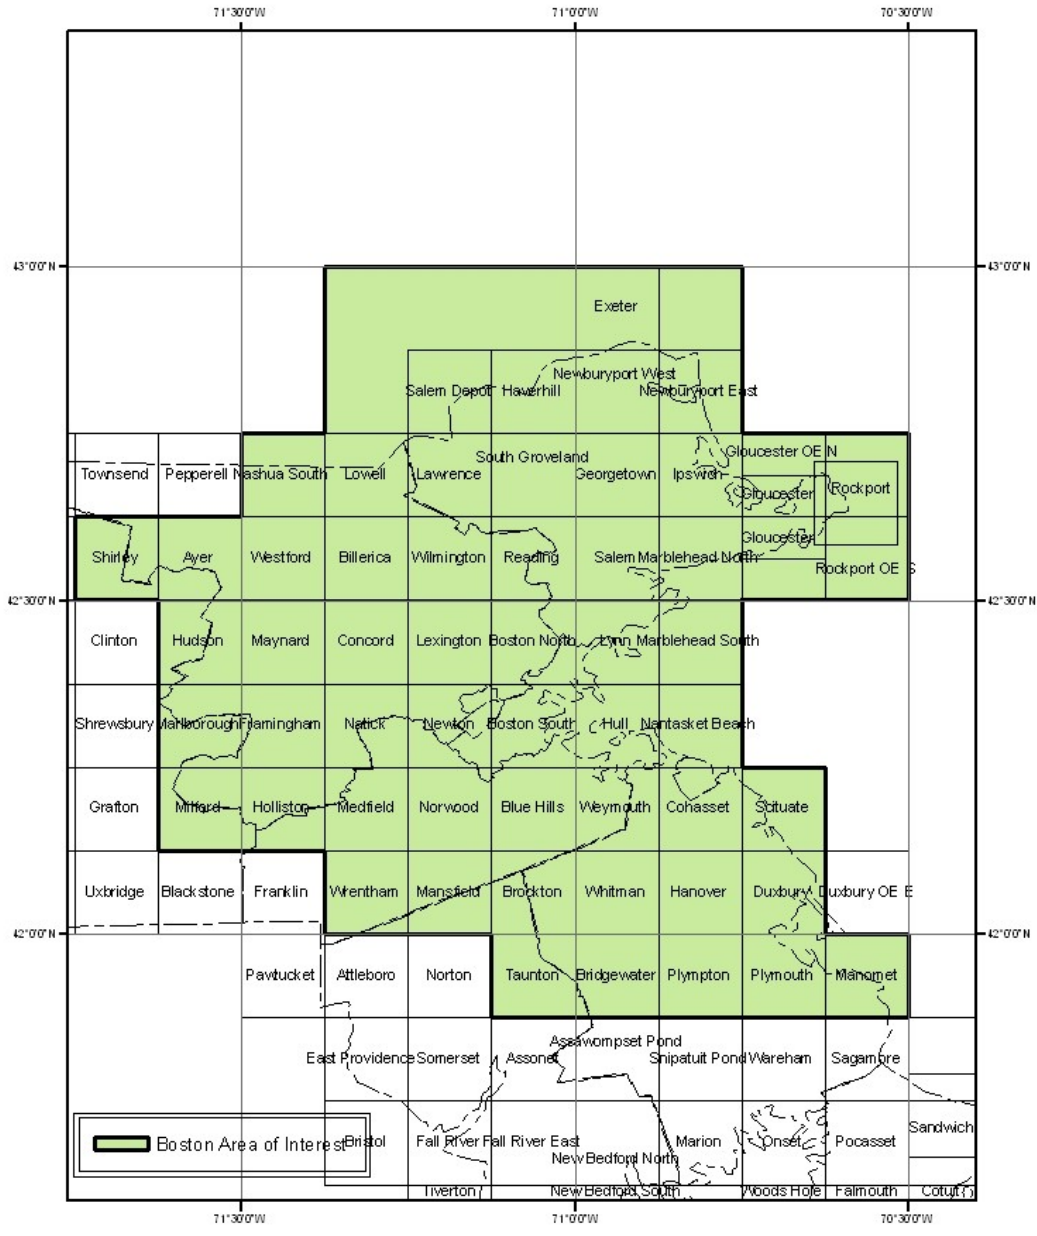 71°30'0"W 71°0'0"W 70°30'0"W
43°0'0"N 43°0'0"N
Exeter
Newburyport West
Salem Depot Haverhill Newburyport East
Gloucester OE N
South Groveland
Townsend Pepperell Nashua South Lowell Lawrence Georgetown Ipswich
Rockport
Gloucester
Gloucester
Shirley Ayer Westford Billerica Wilmington Reading Salem Marblehead North
Rockport OE S
42°30'0"N 42°30'0"N
Clinton Hudson Maynard Concord Lexington Boston North Lynn Marblehead South
Shrewsbury Marlborough Framingham Natick Newton Boston South Hull Nantasket Beach
Grafton Milford Holliston Medfield Norwood Blue Hills Weymouth Cohasset Scituate
Uxbridge Blackstone Franklin Wrentham Mansfield Brockton Whitman Hanover Duxbury Duxbury OE E
42°0'0"N 42°0'0"N
Pawtucket Attleboro Norton Taunton Bridgewater Plympton Plymouth Manomet
Assawompset Pond
East Providence Somerset Assonet Snipatuit Pond Wareham Sagamore
Sandwich
Boston Area of Interest
Bristol Fall River Fall River East Marion Onset Pocasset
New Bedford North
Tiverton New Bedford South Woods Hole Falmouth Cotuit
71°30'0"W 71°0'0"W 70°30'0"W